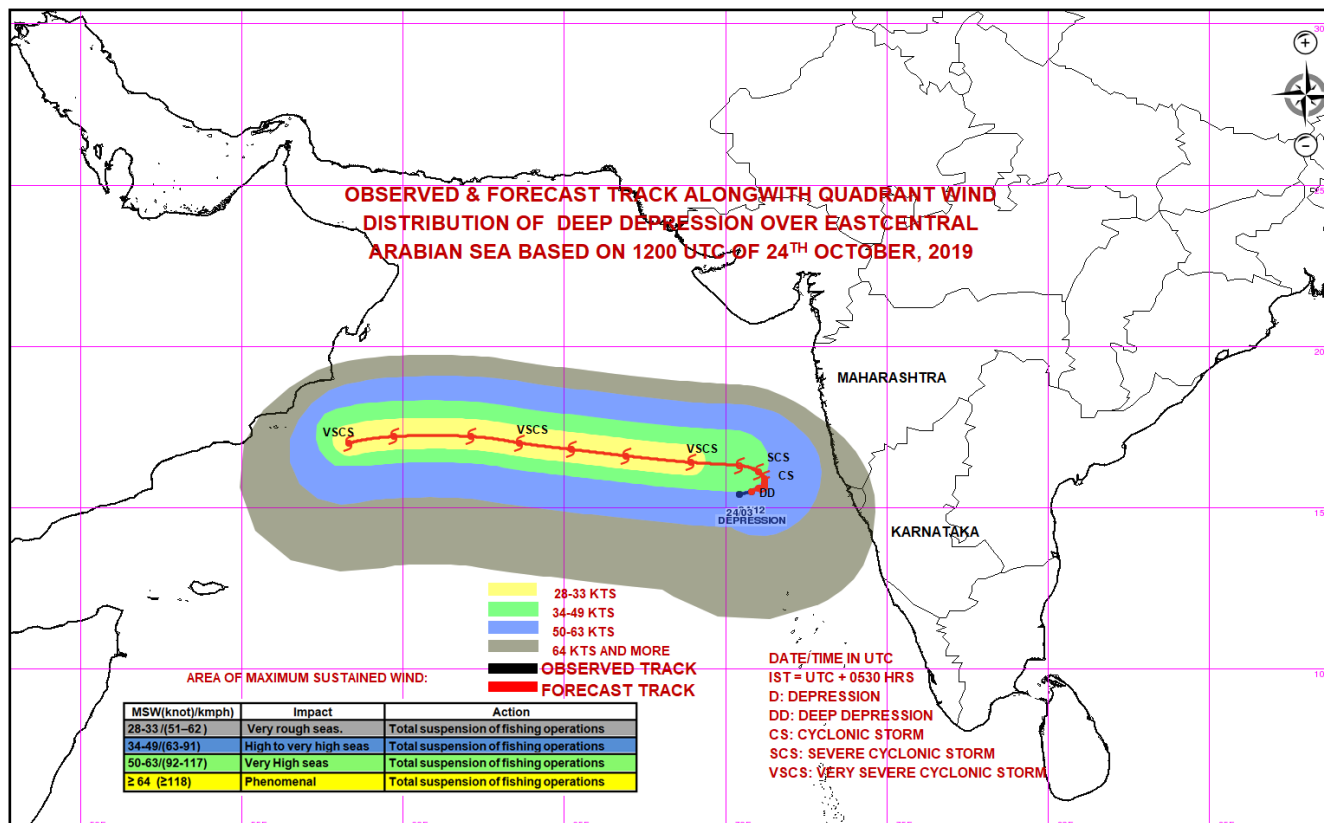 OBSERVED & FORECAST TRACK ALONGWITH QUADRANT WIND
DISTRIBUTION OF DEEP DEPRESSION OVER EASTCENTRAL
ARABIAN SEA BASED ON 1200 UTC OF 24TH OCTOBER, 2019
MAHARASHTRA
VSCS
VSCS
VSCS
SCS
CS
DD
24/03
12
DEPRESSION
KARNATAKA
28-33 KTS
34-49 KTS
50-63 KTS
64 KTS AND MORE
OBSERVED TRACK
FORECAST TRACK
AREA OF MAXIMUM SUSTAINED WIND:
MSW(knot)/kmph) Impact Action
28-33 /(51–62) Very rough seas. Total suspension of fishing operations
34-49/(63-91) High to very high seas Total suspension of fishing operations
50-63/(92-117) Very High seas Total suspension of fishing operations
≥ 64 (≥118) Phenomenal Total suspension of fishing operations
DATE/TIME IN UTC
IST = UTC + 0530 HRS
D: DEPRESSION
DD: DEEP DEPRESSION
CS: CYCLONIC STORM
SCS: SEVERE CYCLONIC STORM
VSCS: VERY SEVERE CYCLONIC STORM